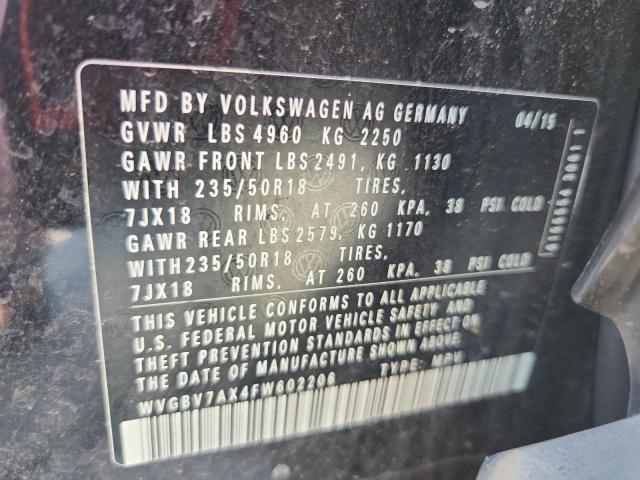 MFD BY VOLKSWAGEN AG GERMANY 04/15
GVWR LBS 4960 KG 2250
GAWR FRONT LBS 2491, KG 1130
WITH 235/50R18 TIRES,
7JX18 RIMS, AT 260 KPA, 38 PSI COLD
GAWR REAR LBS 2579, KG 1170
WITH 235/50R18 TIRES,
7JX18 RIMS, AT 260 KPA, 38 PSI COLD
THIS VEHICLE CONFORMS TO ALL APPLICABLE
U.S. FEDERAL MOTOR VEHICLE SAFETY AND
THEFT PREVENTION STANDARDS IN EFFECT ON
THE DATE OF MANUFACTURE SHOWN ABOVE.
WVGBV7AX4FW602206 TYPE: MPV